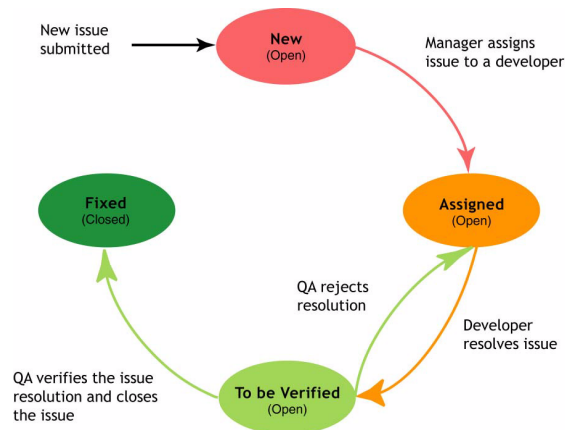 New issue
submitted
New
(Open)
Manager assigns
issue to a developer
Fixed
(Closed)
Assigned
(Open)
QA rejects
resolution
Developer
resolves issue
QA verifies the issue
resolution and closes
the issue
To be Verified
(Open)